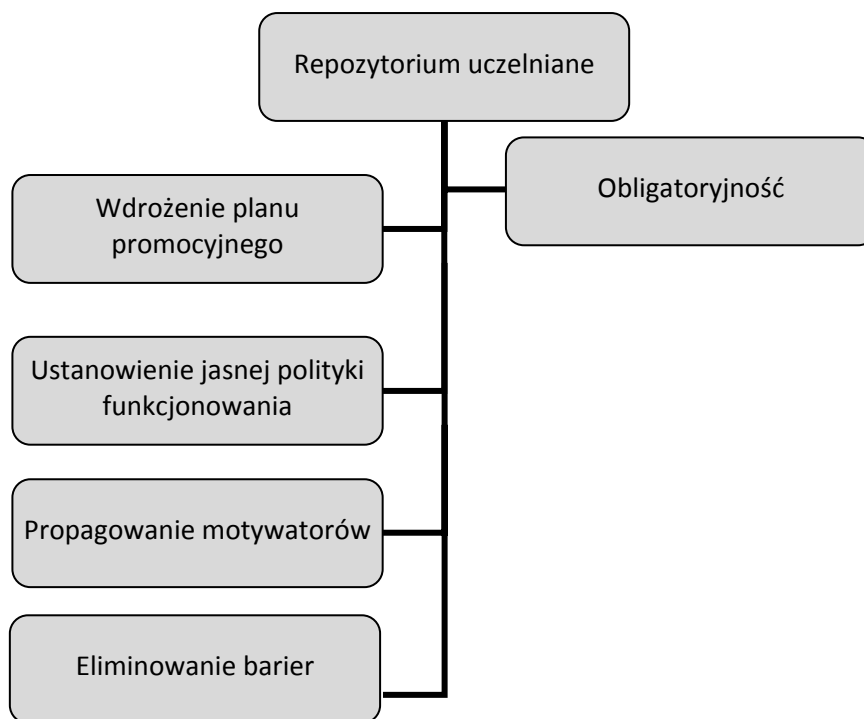 Repozytorium uczelniane
Obligatoryjność
Wdrożenie planu
promocyjnego
Ustanowienie jasnej polityki
funkcjonowania
Propagowanie motywatorów
Eliminowanie barier